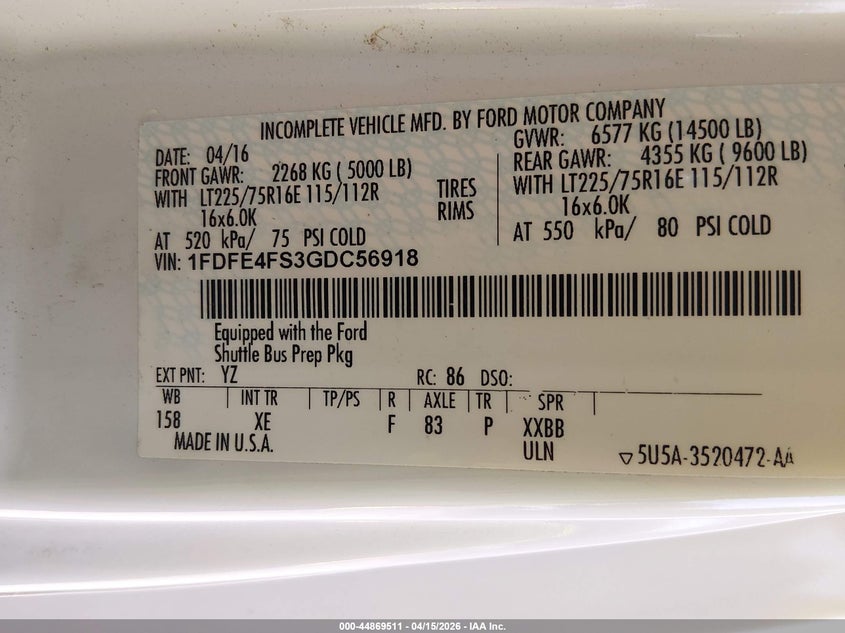 INCOMPLETE VEHICLE MFD. BY FORD MOTOR COMPANY
DATE: 04/16
FRONT GAWR: 2268 KG ( 5000 LB)
WITH LT225/75R16E 115/112R
16x6.0K
AT 520 kPa/ 75 PSI COLD
TIRES
RIMS
GVWR: 6577 KG (14500 LB)
REAR GAWR: 4355 KG ( 9600 LB)
WITH LT225/75R16E 115/112R
16x6.0K
AT 550 kPa/ 80 PSI COLD
VIN: 1FDFE4FS3GDC56918
Equipped with the Ford
Shuttle Bus Prep Pkg
EXT PNT: YZ RC: 86 DSO:
WB INT TR TP/PS R AXLE TR SPR
158 XE F 83 P XXBB
MADE IN U.S.A. ULN
▽5U5A-3520472-AA
000-44869511 - 04/15/2026 - IAA Inc.